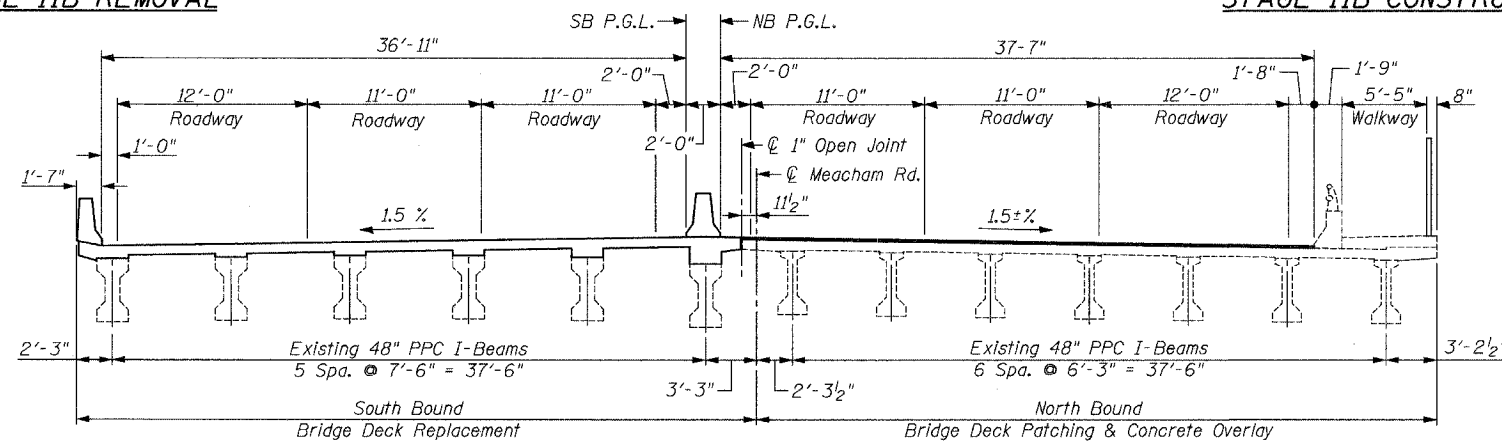 SB P.G.L.
NB P.G.L.
36'-11"
37'-7"
2'-0"
2'-0"
1'-8"
1'-9"
12'-0"
Roadway
11'-0"
Roadway
11'-0"
Roadway
2'-0"
11'-0"
Roadway
11'-0"
Roadway
12'-0"
Roadway
5'-5"
Walkway
8"
1'-0"
℄ 1" Open Joint
℄ Meacham Rd.
1'-7"
1.5 %
11½"
1.5±%
2'-3"
Existing 48" PPC I-Beams
5 Spa. @ 7'-6" = 37'-6"
3'-3"
2'-3½"
Existing 48" PPC I-Beams
6 Spa. @ 6'-3" = 37'-6"
3'-2½"
South Bound
Bridge Deck Replacement
North Bound
Bridge Deck Patching & Concrete Overlay